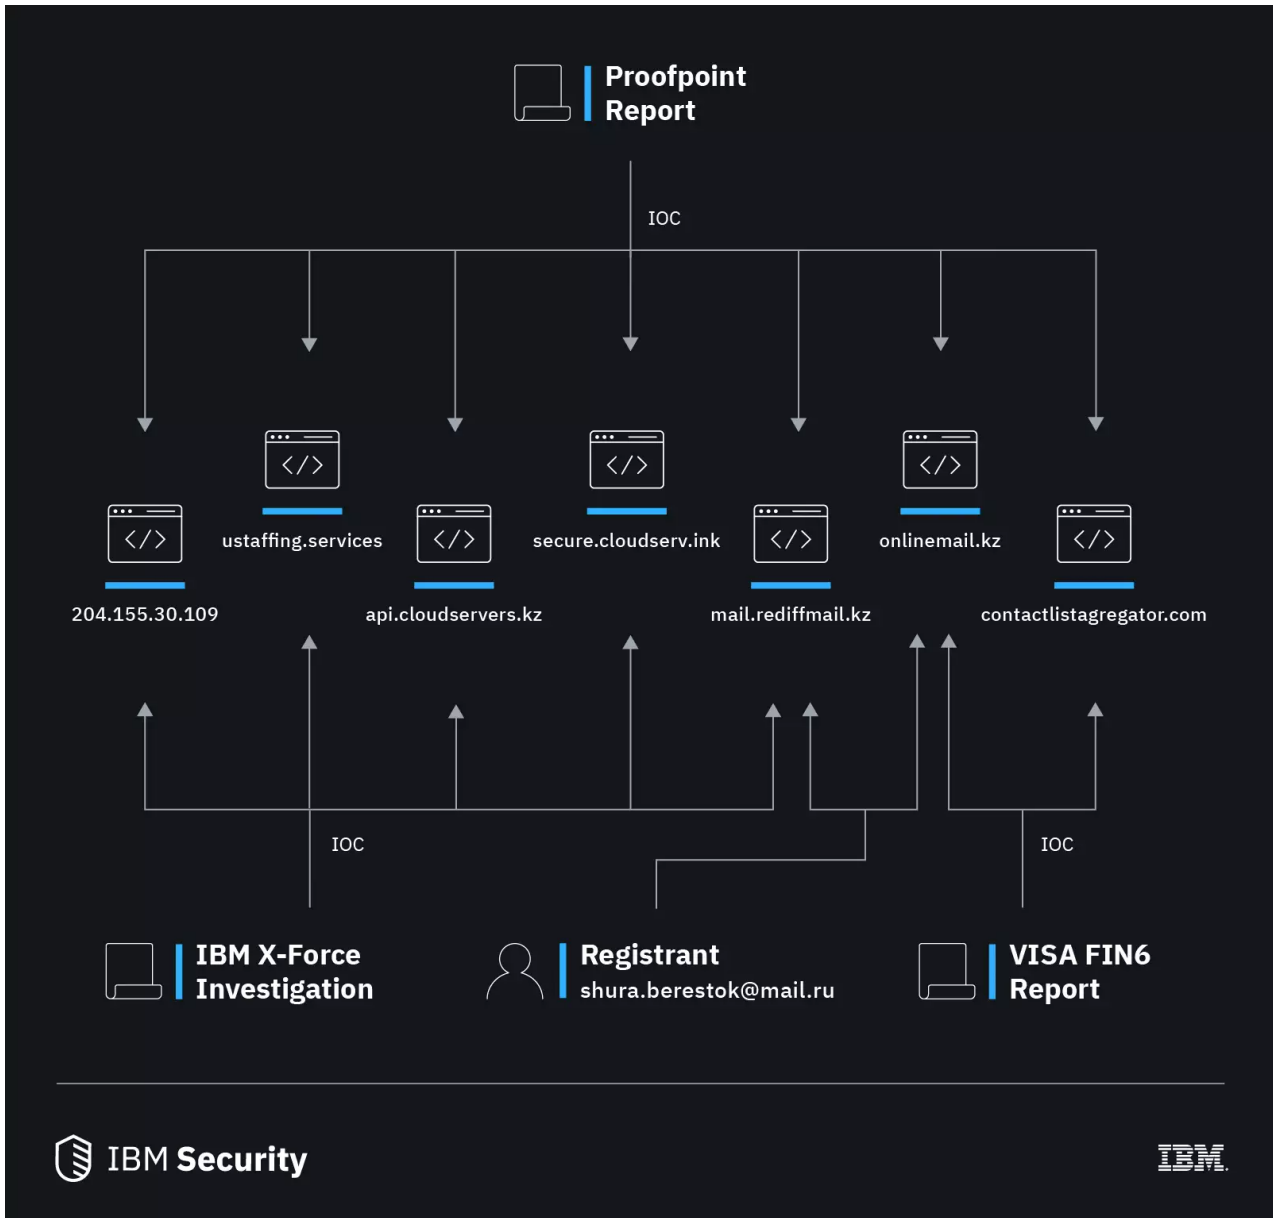 Proofpoint
Report
IOC
ustaffing.services
secure.cloudserv.ink
onlinemail.kz
204.155.30.109
api.cloudservers.kz
mail.rediffmail.kz
contactlistagregator.com
IOC
IOC
IBM X-Force
Investigation
Registrant
shura.berestok@mail.ru
VISA FIN6
Report
IBM Security
IBM.